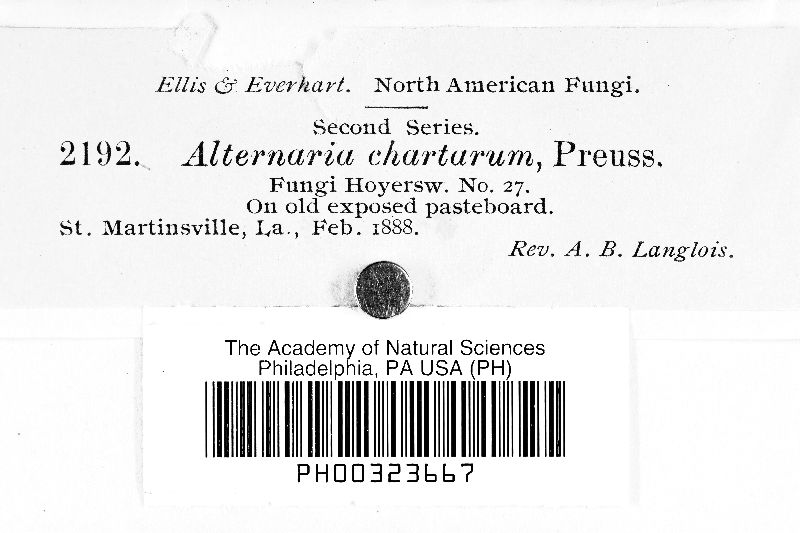 Ellis & Everhart. North American Fungi.
Second Series.
2192. Alternaria chartarum, Preuss.
Fungi Hoyersw. No. 27.
On old exposed pasteboard.
St. Martinsville, La., Feb. 1888.
Rev. A. B. Langlois.
The Academy of Natural Sciences
Philadelphia, PA USA (PH)
PH00323667